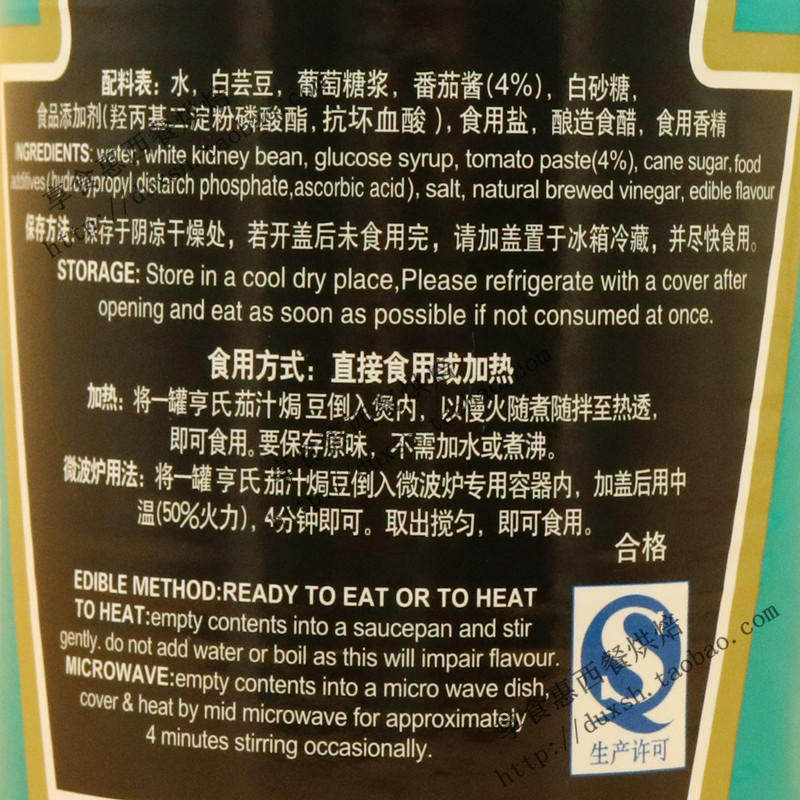 配料表：水，白芸豆，葡萄糖浆，番茄酱(4%)，白砂糖，
食品添加剂(羟丙基二淀粉磷酸酯,抗坏血酸)，食用盐，酿造食醋，食用香精
INGREDIENTS: water, white kidney bean, glucose syrup, tomato paste(4%), cane sugar, food
additives(hydroxypropyl distarch phosphate,ascorbic acid), salt, natural brewed vinegar, edible flavour
保存方法：保存于阴凉干燥处，若开盖后未食用完，请加盖置于冰箱冷藏，并尽快食用。
STORAGE: Store in a cool dry place,Please refrigerate with a cover after
opening and eat as soon as possible if not consumed at once.
食用方式：直接食用或加热
加热：将一罐亨氏茄汁焗豆倒入煲内，以慢火随煮随拌至热透，
即可食用。要保存原味，不需加水或煮沸。
微波炉用法：将一罐亨氏茄汁焗豆倒入微波炉专用容器内，加盖后用中
温(50%火力)，4分钟即可。取出搅匀，即可食用。
合格
EDIBLE METHOD:READY TO EAT OR TO HEAT
TO HEAT:empty contents into a saucepan and stir
gently. do not add water or boil as this will impair flavour.
MICROWAVE:empty contents into a micro wave dish,
cover & heat by mid microwave for approximately
4 minutes stirring occasionally.
生产许可
享食惠西餐烘焙
http://duxsh.taobao.com